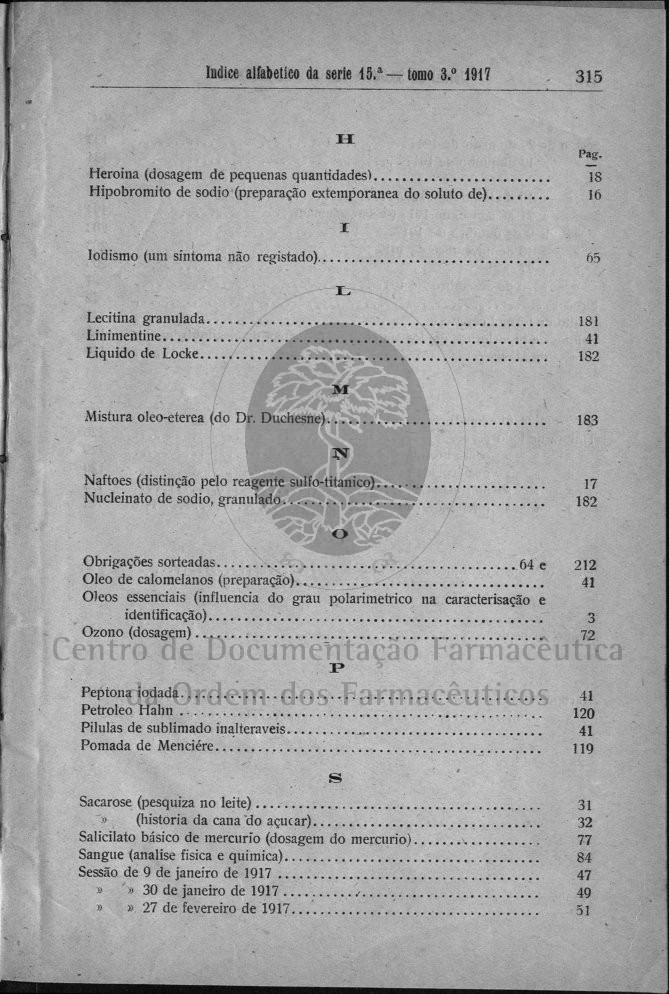 Indice alfabetico da serie 15.ª — tomo 3.º 1917 315
H
Pag.
Heroina (dosagem de pequenas quantidades)........................ 18
Hipobromito de sodio (preparação extemporanea do soluto de)......... 16
I
Iodismo (um sintoma não registado)................................ 65
L
Lecitina granulada................................................ 181
Linimentine....................................................... 41
Liquido de Locke.................................................. 182
M
Mistura oleo-eterea (do Dr. Duchesne)............................. 183
N
Naftoes (distinção pelo reagente sulfo-titanico).................. 17
Nucleinato de sodio, granulado.................................... 182
O
Obrigações sorteadas.......................................... 64 e 212
Oleo de calomelanos (preparação).................................. 41
Oleos essenciais (influencia do grau polarimetrico na caracterisação e
identificação).................................................... 3
Ozono (dosagem) .................................................. 72
Centro de Documentação Farmacêutica
P
da Ordem dos Farmacêuticos
Peptona iodada.................................................... 41
Petroleo Hahn .................................................... 120
Pilulas de sublimado inalteraveis................................. 41
Pomada de Menciére................................................ 119
S
Sacarose (pesquiza no leite) ..................................... 31
» (historia da cana do açucar).................................... 32
Salicilato básico de mercurio (dosagem do mercurio)............... 77
Sangue (analise fisica e quimica)................................. 84
Sessão de 9 de janeiro de 1917 ................................... 47
» » 30 de janeiro de 1917 .......................................... 49
» » 27 de fevereiro de 1917......................................... 51